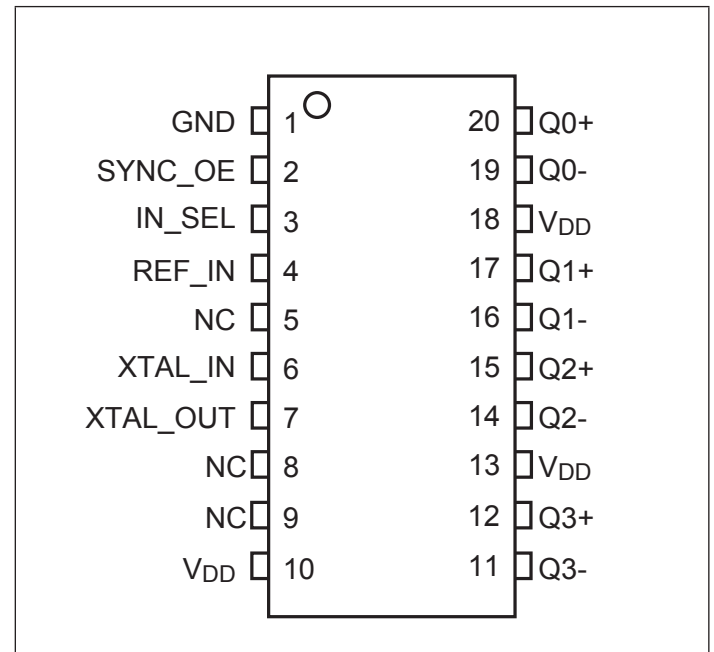 GND 1 20 Q0+
SYNC_OE 2 19 Q0-
IN_SEL 3 18 VDD
REF_IN 4 17 Q1+
NC 5 16 Q1-
XTAL_IN 6 15 Q2+
XTAL_OUT 7 14 Q2-
NC 8 13 VDD
NC 9 12 Q3+
VDD 10 11 Q3-